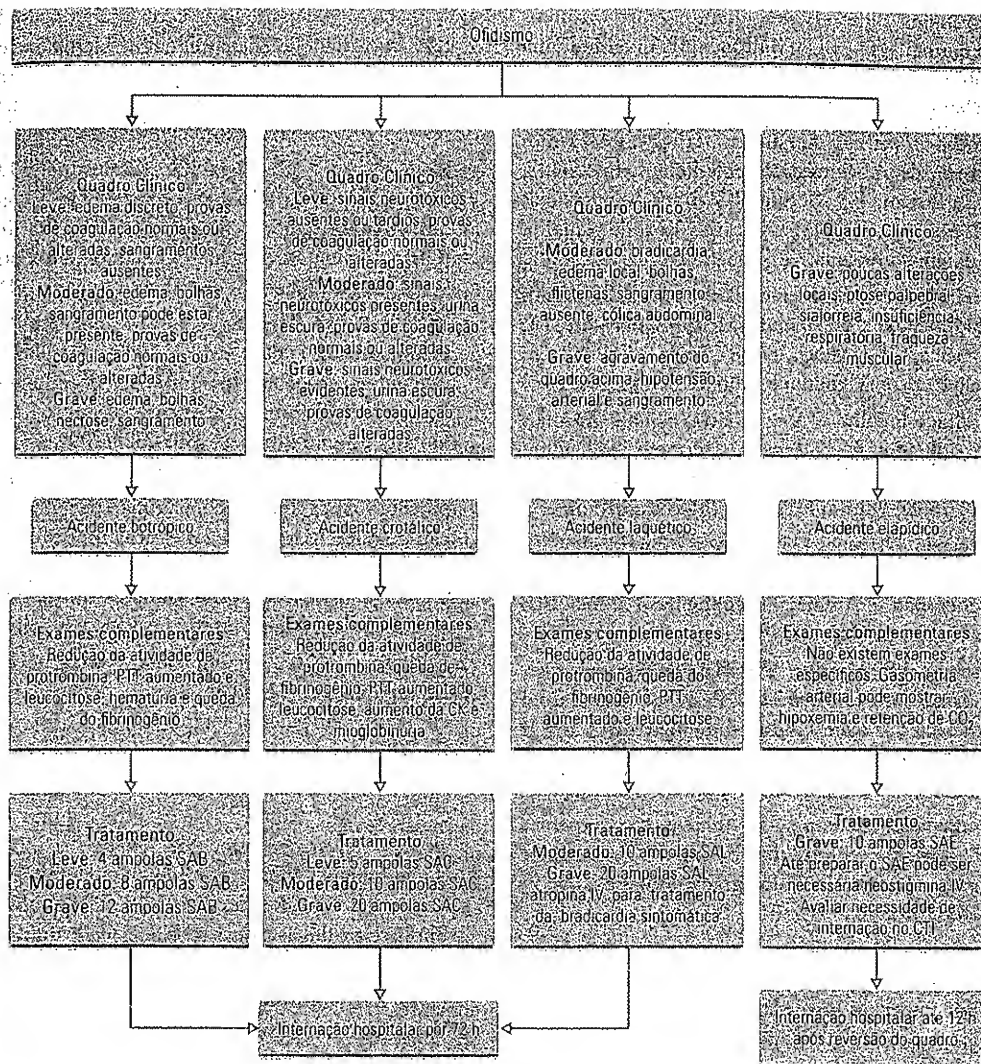 Ofidismo
Quadro Clínico
Leve: edema discreto, provas
de coagulação normais ou
alteradas, sangramento
ausentes
Moderado: edema, bolhas,
sangramento pode estar
presente, provas de
coagulação normais ou
alteradas
Grave: edema, bolhas
necrose, sangramento
Quadro Clínico
Leve: sinais neurotóxicos
ausentes ou tardios, provas
de coagulação normais ou
alteradas
Moderado: sinais
neurotóxicos presentes, urina
escura, provas de coagulação
normais ou alteradas
Grave: sinais neurotóxicos
evidentes, urina escura
provas de coagulação
alteradas
Quadro Clínico
Moderado: bradicardia,
edema local, bolhas,
flictenas, sangramento
ausente, cólica abdominal
Grave: agravamento do
quadro acima, hipotensão
arterial e sangramento
Quadro Clínico
Grave: poucas alterações
locais, ptose palpebral,
sialorreia, insuficiência
respiratória, fraqueza
muscular
Acidente botrópico
Acidente crotálico
Acidente laquético
Acidente elapídico
Exames complementares
Redução da atividade de
protrombina, PTT aumentado e
leucocitose, hematúria e queda
do fibrinogênio
Exames complementares
Redução da atividade de
protrombina, queda de
fibrinogênio, PTT aumentado,
leucocitose, aumento da CK e
mioglobinúria
Exames complementares
Redução da atividade de
protrombina, queda do
fibrinogênio, PTT
aumentado e leucocitose
Exames complementares
Não existem exames
específicos. Gasometria
arterial pode mostrar
hipoxemia e retenção de CO₂
Tratamento
Leve: 4 ampolas SAB
Moderado: 8 ampolas SAB
Grave: 12 ampolas SAB
Tratamento
Leve: 5 ampolas SAC
Moderado: 10 ampolas SAC
Grave: 20 ampolas SAC
Tratamento
Moderado: 10 ampolas SAL
Grave: 20 ampolas SAL
atropina IV para tratamento
da bradicardia sintomática
Tratamento
Grave: 10 ampolas SAE
Até preparar o SAE pode ser
necessária neostigmina IV
Avaliar necessidade de
internação no CTI
Internação hospitalar por 72 h
Internação hospitalar até 12 h
após reversão do quadro